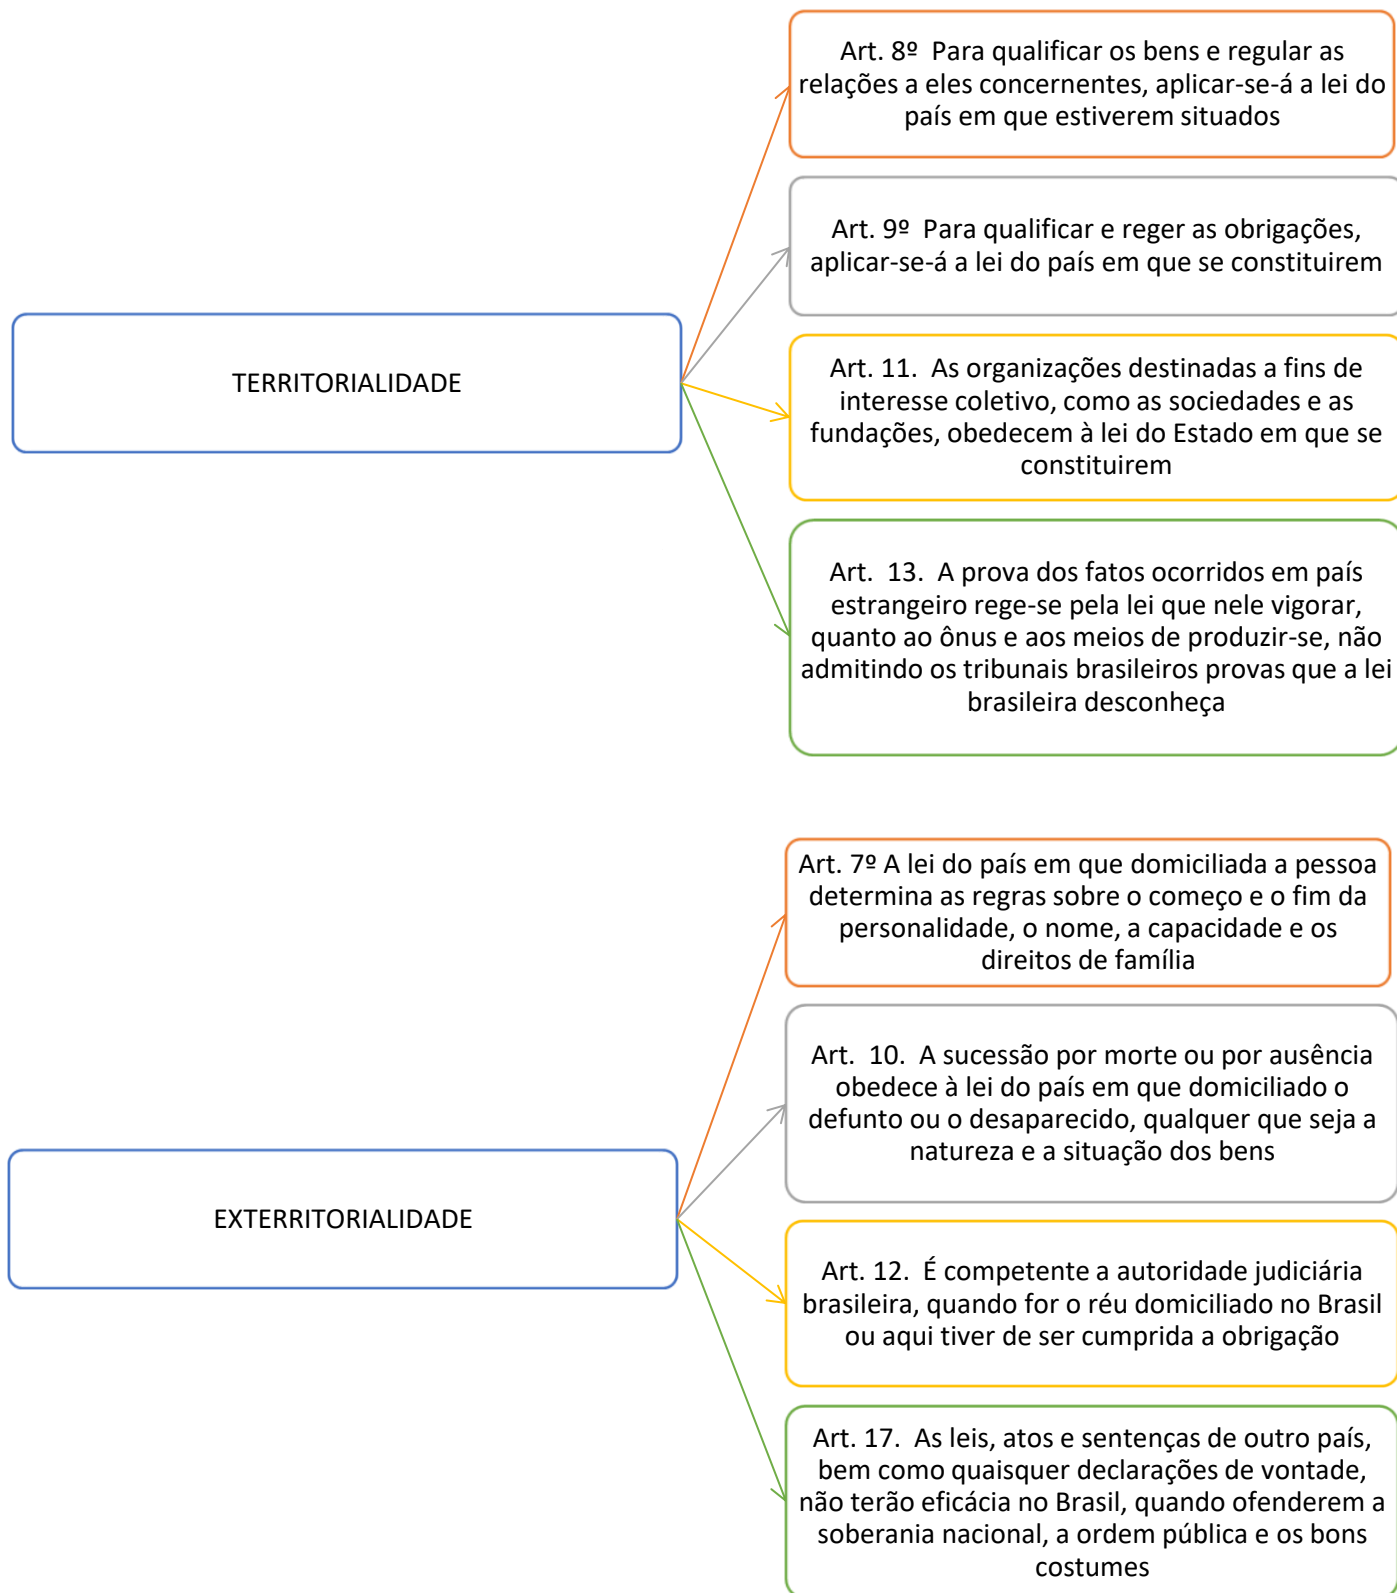 Art. 8º  Para qualificar os bens e regular as
relações a eles concernentes, aplicar-se-á a lei do
país em que estiverem situados
Art. 9º  Para qualificar e reger as obrigações,
aplicar-se-á a lei do país em que se constituirem
TERRITORIALIDADE
Art. 11.  As organizações destinadas a fins de
interesse coletivo, como as sociedades e as
fundações, obedecem à lei do Estado em que se
constituirem
Art.  13.  A prova dos fatos ocorridos em país
estrangeiro rege-se pela lei que nele vigorar,
quanto ao ônus e aos meios de produzir-se, não
admitindo os tribunais brasileiros provas que a lei
brasileira desconheça
Art. 7º A lei do país em que domiciliada a pessoa
determina as regras sobre o começo e o fim da
personalidade, o nome, a capacidade e os
direitos de família
Art.  10.  A sucessão por morte ou por ausência
obedece à lei do país em que domiciliado o
defunto ou o desaparecido, qualquer que seja a
natureza e a situação dos bens
EXTERRITORIALIDADE
Art. 12.  É competente a autoridade judiciária
brasileira, quando for o réu domiciliado no Brasil
ou aqui tiver de ser cumprida a obrigação
Art. 17.  As leis, atos e sentenças de outro país,
bem como quaisquer declarações de vontade,
não terão eficácia no Brasil, quando ofenderem a
soberania nacional, a ordem pública e os bons
costumes